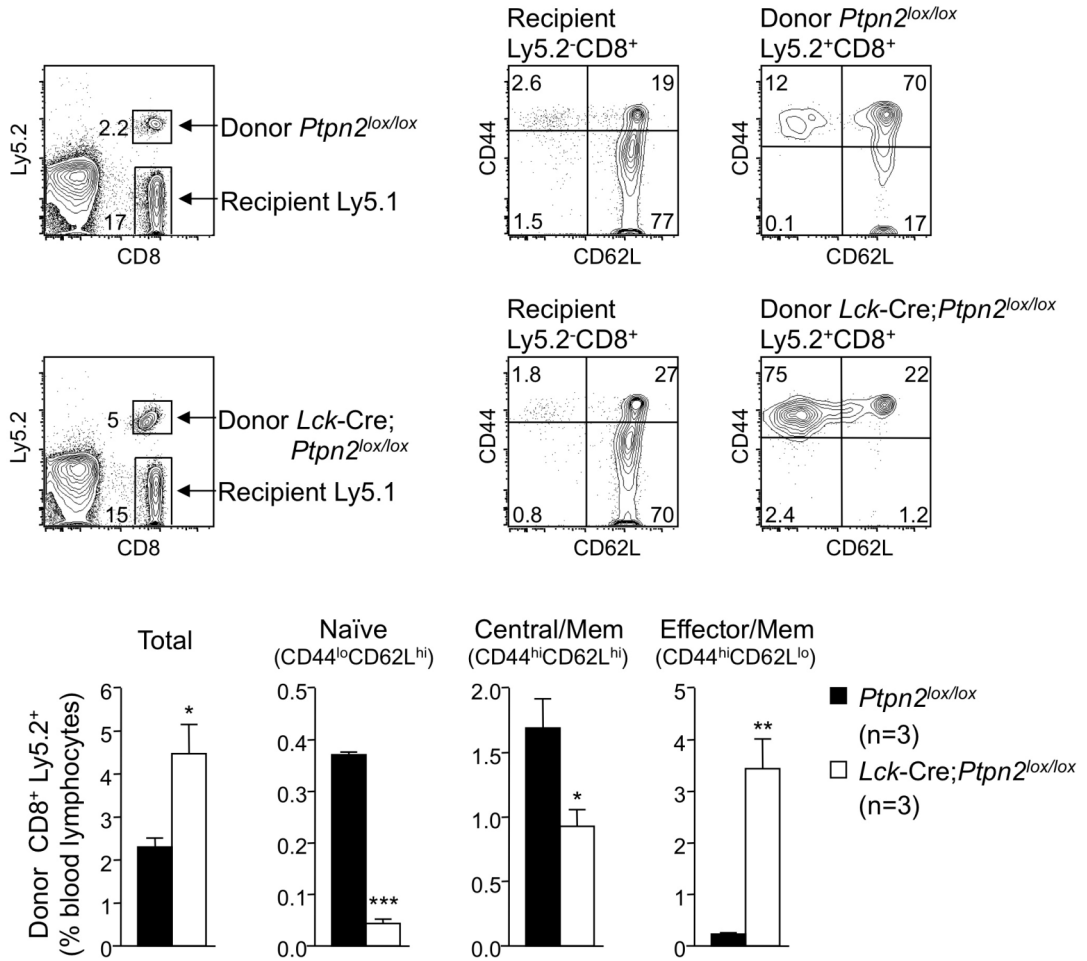 Ly5.2
2.2
Donor Ptpn2lox/lox
Recipient Ly5.1
17
CD8
Recipient
Ly5.2-CD8+
2.6
19
CD44
1.5
77
CD62L
Donor Ptpn2lox/lox
Ly5.2+CD8+
12
70
CD44
0.1
17
CD62L
Ly5.2
5
Donor Lck-Cre;
Ptpn2lox/lox
Recipient Ly5.1
15
CD8
Recipient
Ly5.2-CD8+
1.8
27
CD44
0.8
70
CD62L
Donor Lck-Cre;Ptpn2lox/lox
Ly5.2+CD8+
75
22
CD44
2.4
1.2
CD62L
Donor CD8+ Ly5.2+
(% blood lymphocytes)
Total
6
5
4
3
2
1
0
*
Naïve
(CD44loCD62Lhi)
0.5
0.4
0.3
0.2
0.1
0.0
***
Central/Mem
(CD44hiCD62Lhi)
2.0
1.5
1.0
0.5
0.0
*
Effector/Mem
(CD44hiCD62Llo)
5
4
3
2
1
0
**
Ptpn2lox/lox
(n=3)
Lck-Cre;Ptpn2lox/lox
(n=3)